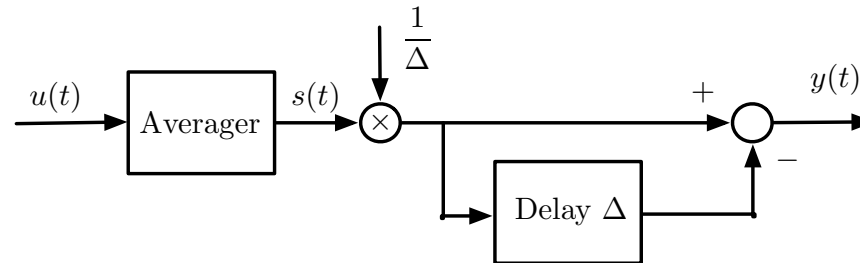 1/Δ
u(t)
Averager
s(t)
×
+
y(t)
−
Delay Δ